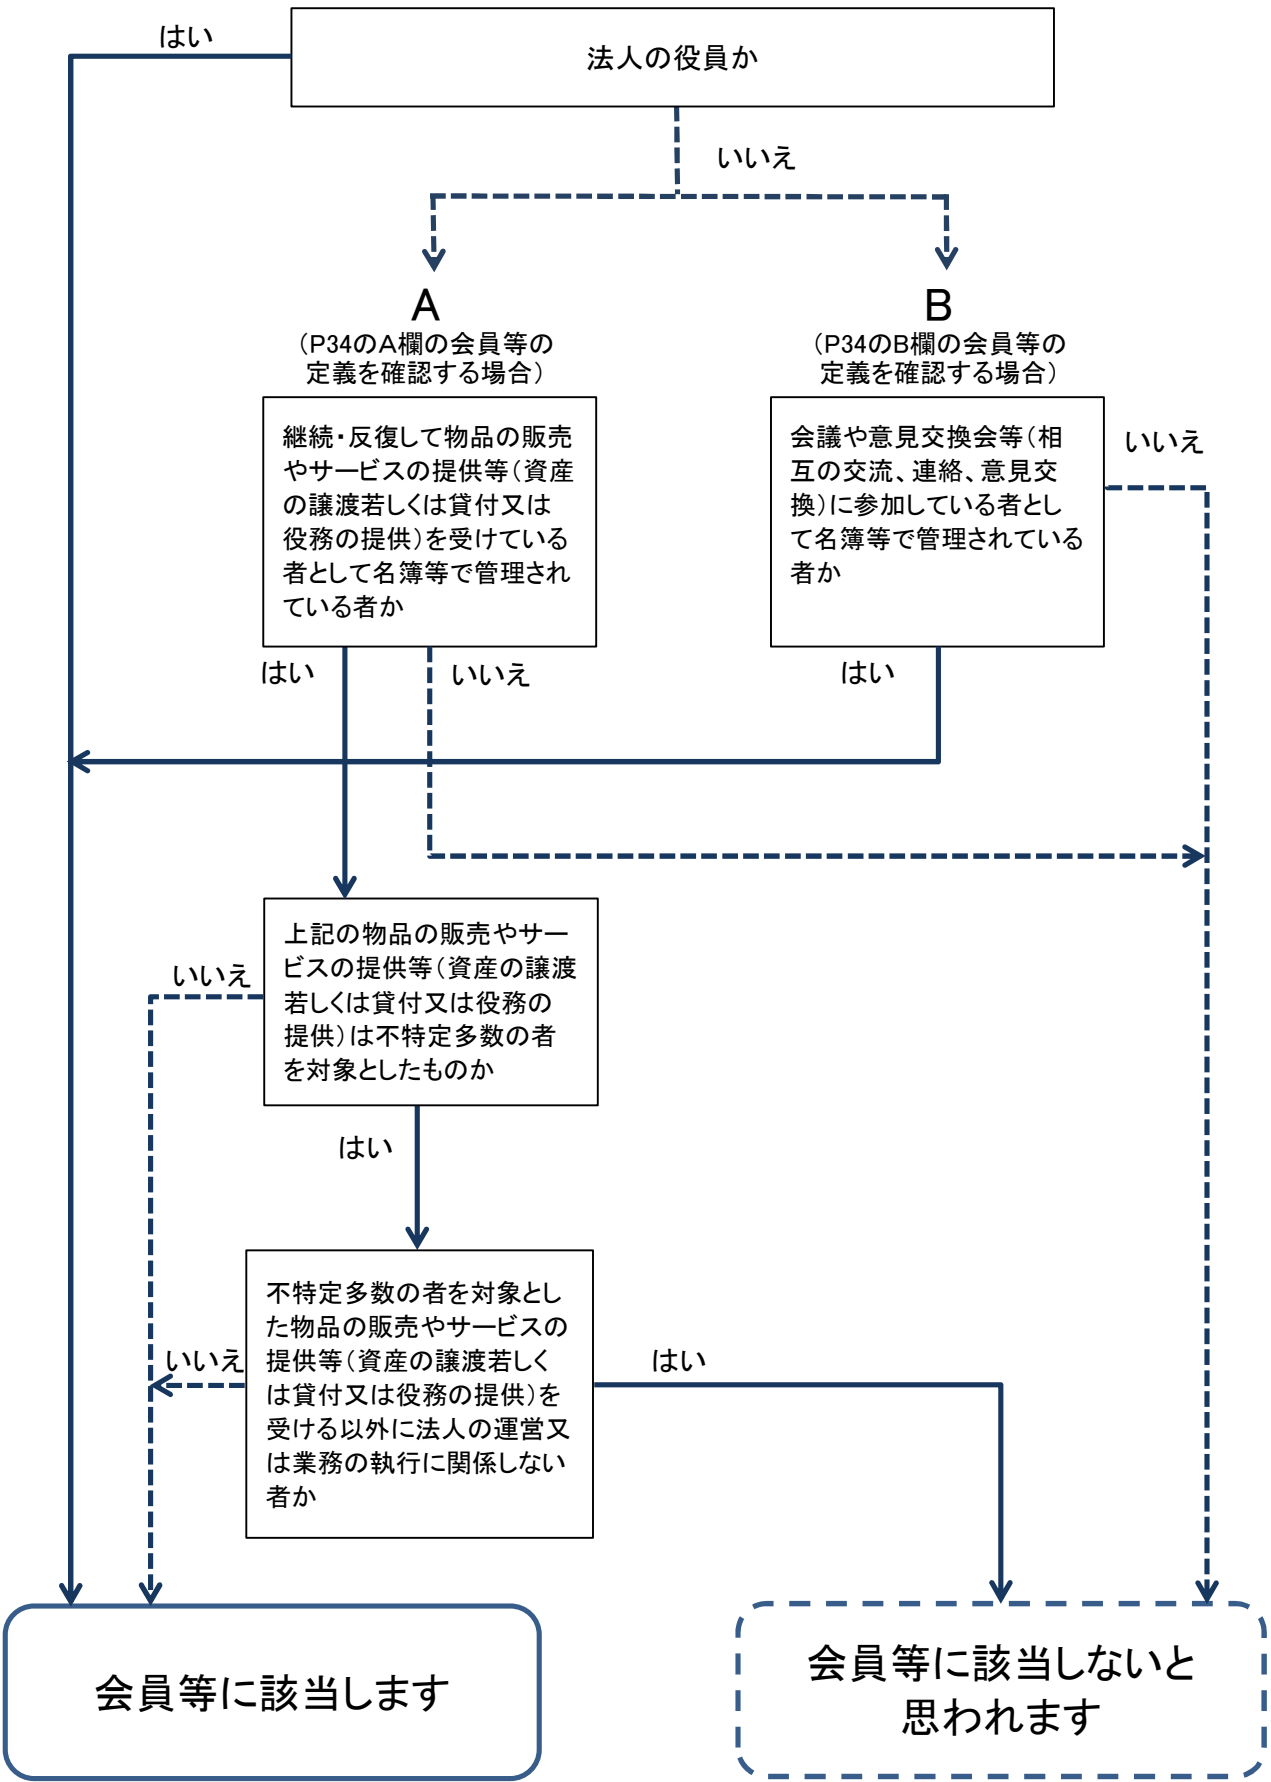 はい
法人の役員か
いいえ
A
(P34のA欄の会員等の
定義を確認する場合)
B
(P34のB欄の会員等の
定義を確認する場合)
継続・反復して物品の販売
やサービスの提供等(資産
の譲渡若しくは貸付又は
役務の提供)を受けている
者として名簿等で管理され
ている者か
会議や意見交換会等(相
互の交流、連絡、意見交
換)に参加している者とし
て名簿等で管理されている
者か
いいえ
はい
いいえ
はい
上記の物品の販売やサー
ビスの提供等(資産の譲渡
若しくは貸付又は役務の
提供)は不特定多数の者
を対象としたものか
いいえ
はい
不特定多数の者を対象とし
た物品の販売やサービスの
提供等(資産の譲渡若しく
は貸付又は役務の提供)を
受ける以外に法人の運営又
は業務の執行に関係しない
者か
いいえ
はい
会員等に該当します
会員等に該当しないと
思われます